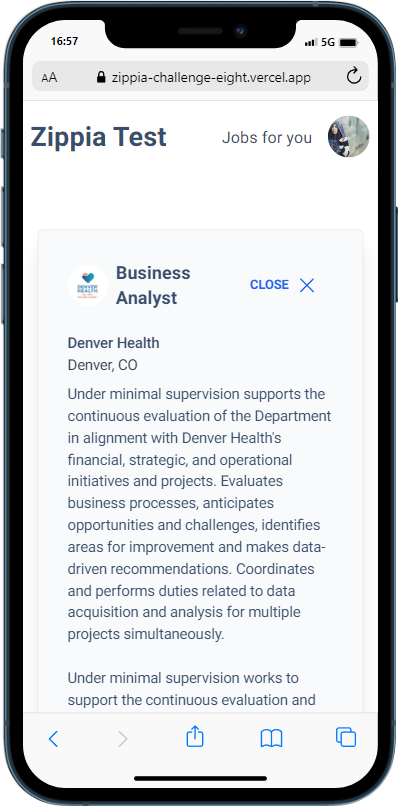 16:57
5G
AA
zippia-challenge-eight.vercel.app
Zippia Test
Jobs for you
DENVER
HEALTH
Business
Analyst
CLOSE
Denver Health
Denver, CO
Under minimal supervision supports the
continuous evaluation of the Department
in alignment with Denver Health's
financial, strategic, and operational
initiatives and projects. Evaluates
business processes, anticipates
opportunities and challenges, identifies
areas for improvement and makes data-
driven recommendations. Coordinates
and performs duties related to data
acquisition and analysis for multiple
projects simultaneously.
Under minimal supervision works to
support the continuous evaluation and